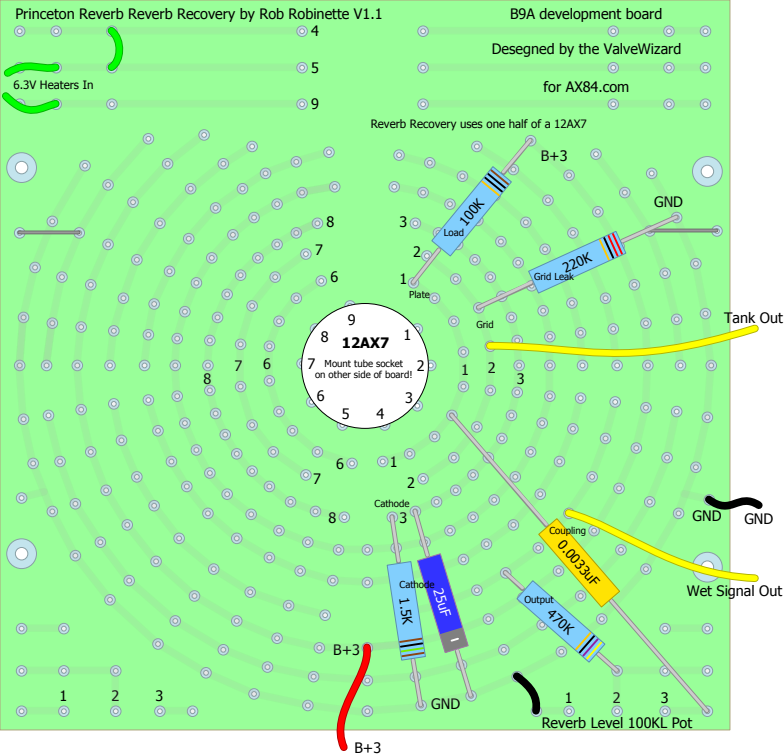 Princeton Reverb Reverb Recovery by Rob Robinette V1.1
4
B9A development board
Desegned by the ValveWizard
5
6.3V Heaters In
for AX84.com
9
Reverb Recovery uses one half of a 12AX7
B+3
100K
Load
GND
8
3
7
2
220K
Grid Leak
6
1
Plate
Grid
Tank Out
9
8
1
12AX7
7
Mount tube socket
on other side of board!
2
6
3
5
4
8
7
6
1
2
3
6
1
7
2
8
Cathode
3
GND
GND
Coupling
0.0033uF
Cathode
1.5K
25uF
Output
470K
Wet Signal Out
B+3
GND
1
2
3
1
2
3
Reverb Level 100KL Pot
B+3